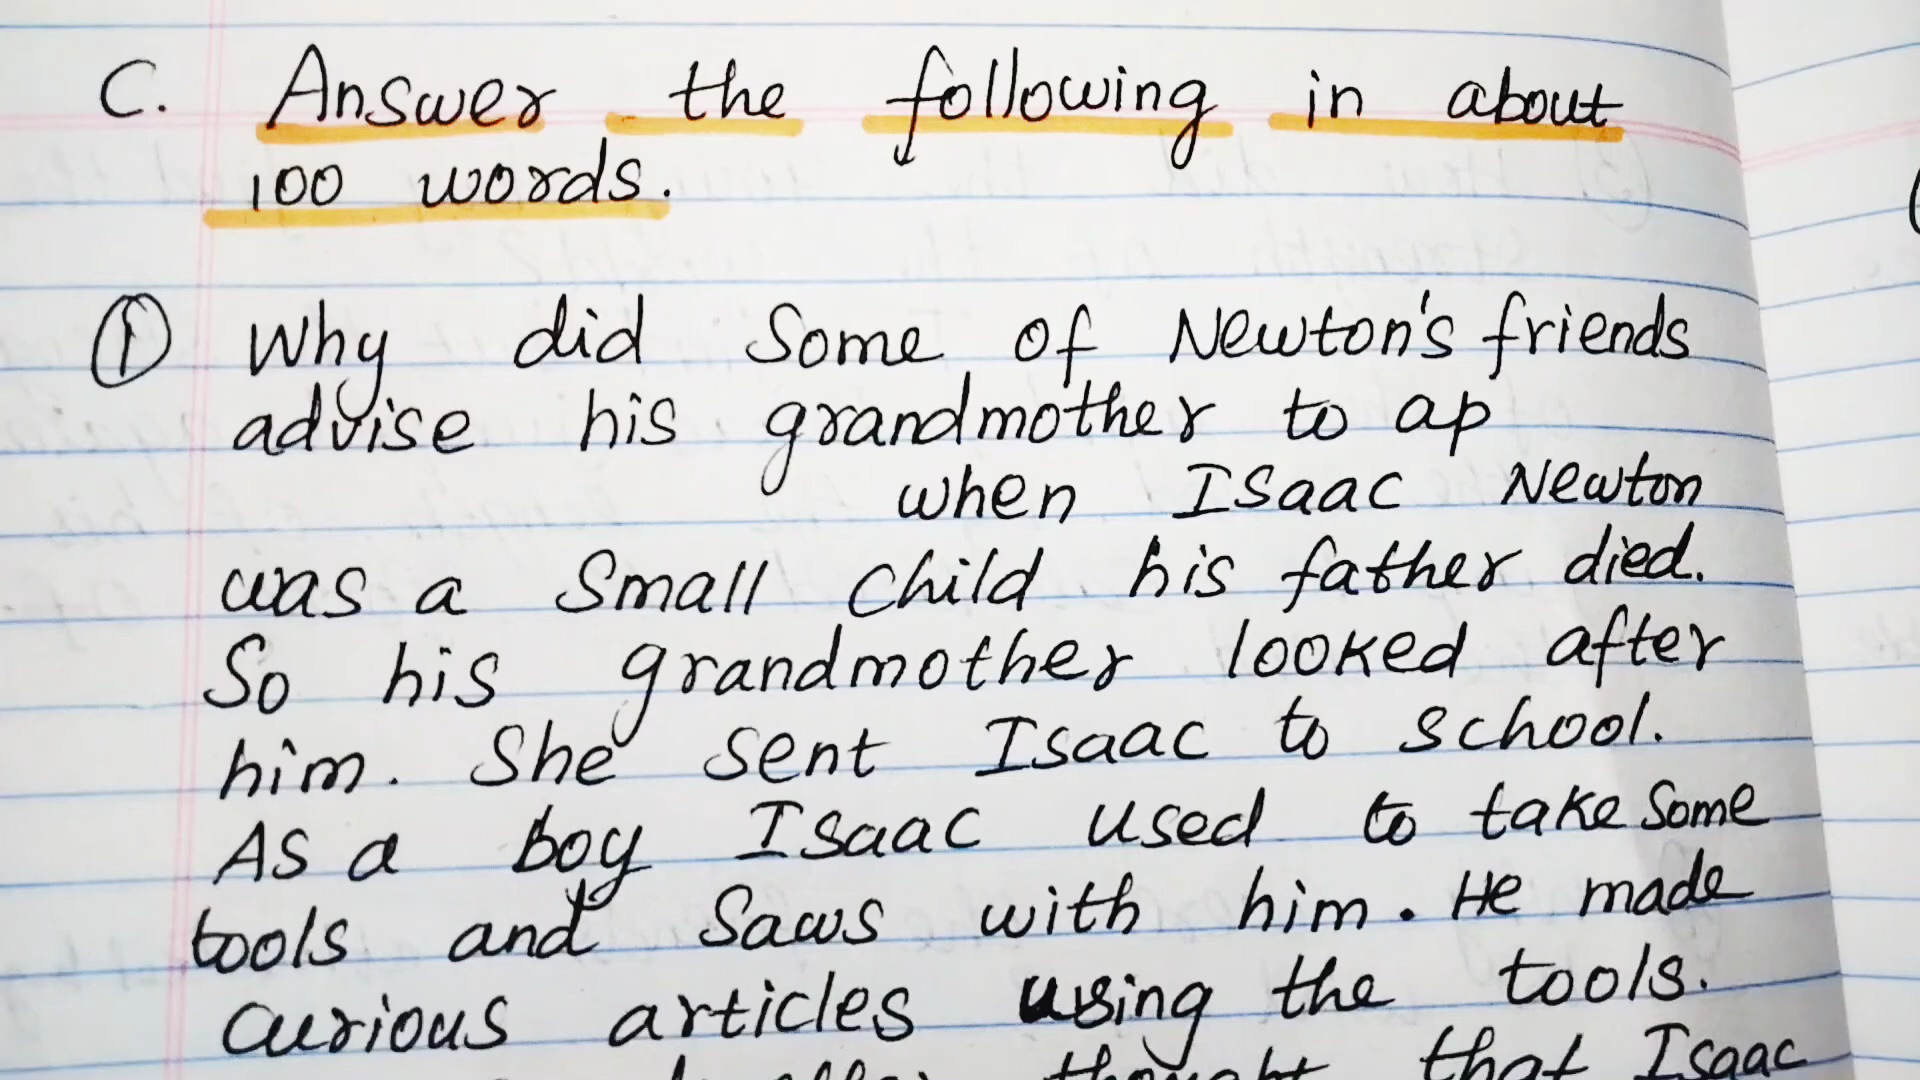 C. Answer the following in about
100 words.
① Why did Some of Newton's friends
advise his grandmother to ap
when Isaac Newton
was a Small child his father died.
So his grandmother looked after
him. She sent Isaac to school.
As a boy Isaac used to take Some
tools and Saws with him. He made
curious articles using the tools.
thought that Isaac